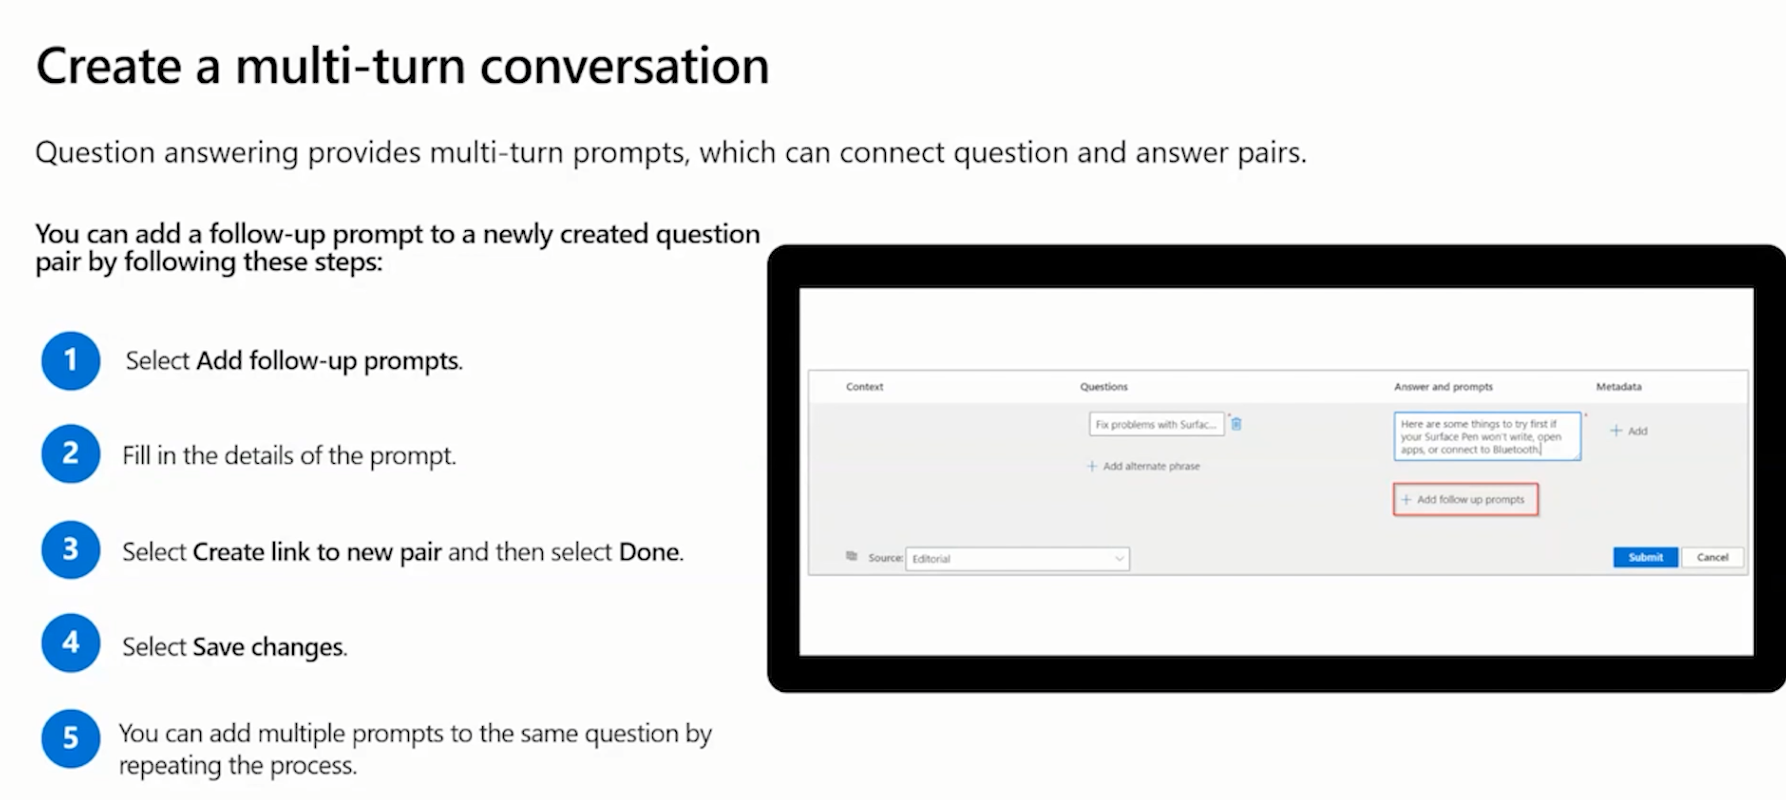 Create a multi-turn conversation
Question answering provides multi-turn prompts, which can connect question and answer pairs.
You can add a follow-up prompt to a newly created question
pair by following these steps:
1 Select Add follow-up prompts.
2 Fill in the details of the prompt.
3 Select Create link to new pair and then select Done.
4 Select Save changes.
5 You can add multiple prompts to the same question by
repeating the process.
Context Questions Answer and prompts Metadata
Fix problems with Surfac... *
Here are some things to try first if
your Surface Pen won't write, open
apps, or connect to Bluetooth. *
+ Add
+ Add alternate phrase
+ Add follow up prompts
Source: Editorial
Submit Cancel